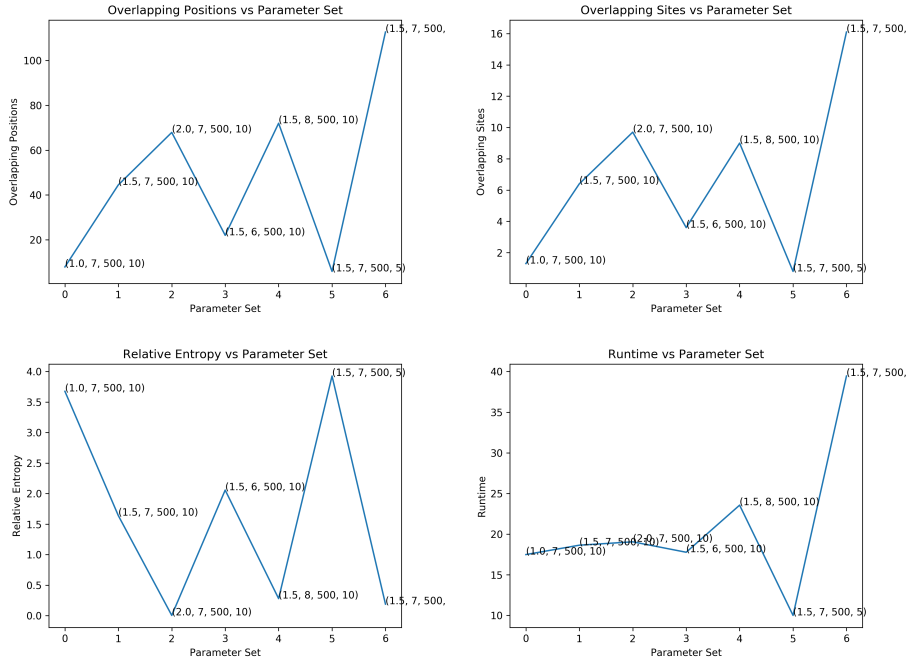 Overlapping Positions vs Parameter Set
Overlapping Positions
100
80
60
40
20
(1.0, 7, 500, 10)
(1.5, 7, 500, 10)
(2.0, 7, 500, 10)
(1.5, 6, 500, 10)
(1.5, 8, 500, 10)
(1.5, 7, 500, 5)
(1.5, 7, 500,
0 1 2 3 4 5 6
Parameter Set
Overlapping Sites vs Parameter Set
Overlapping Sites
16
14
12
10
8
6
4
2
(1.0, 7, 500, 10)
(1.5, 7, 500, 10)
(2.0, 7, 500, 10)
(1.5, 6, 500, 10)
(1.5, 8, 500, 10)
(1.5, 7, 500, 5)
(1.5, 7, 500,
0 1 2 3 4 5 6
Parameter Set
Relative Entropy vs Parameter Set
Relative Entropy
4.0
3.5
3.0
2.5
2.0
1.5
1.0
0.5
0.0
(1.0, 7, 500, 10)
(1.5, 7, 500, 10)
(2.0, 7, 500, 10)
(1.5, 6, 500, 10)
(1.5, 8, 500, 10)
(1.5, 7, 500, 5)
(1.5, 7, 500,
0 1 2 3 4 5 6
Parameter Set
Runtime vs Parameter Set
Runtime
40
35
30
25
20
15
10
(1.0, 7, 500, 10)
(1.5, 7, 500, 10)
(2.0, 7, 500, 10)
(1.5, 6, 500, 10)
(1.5, 8, 500, 10)
(1.5, 7, 500, 5)
(1.5, 7, 500,
0 1 2 3 4 5 6
Parameter Set